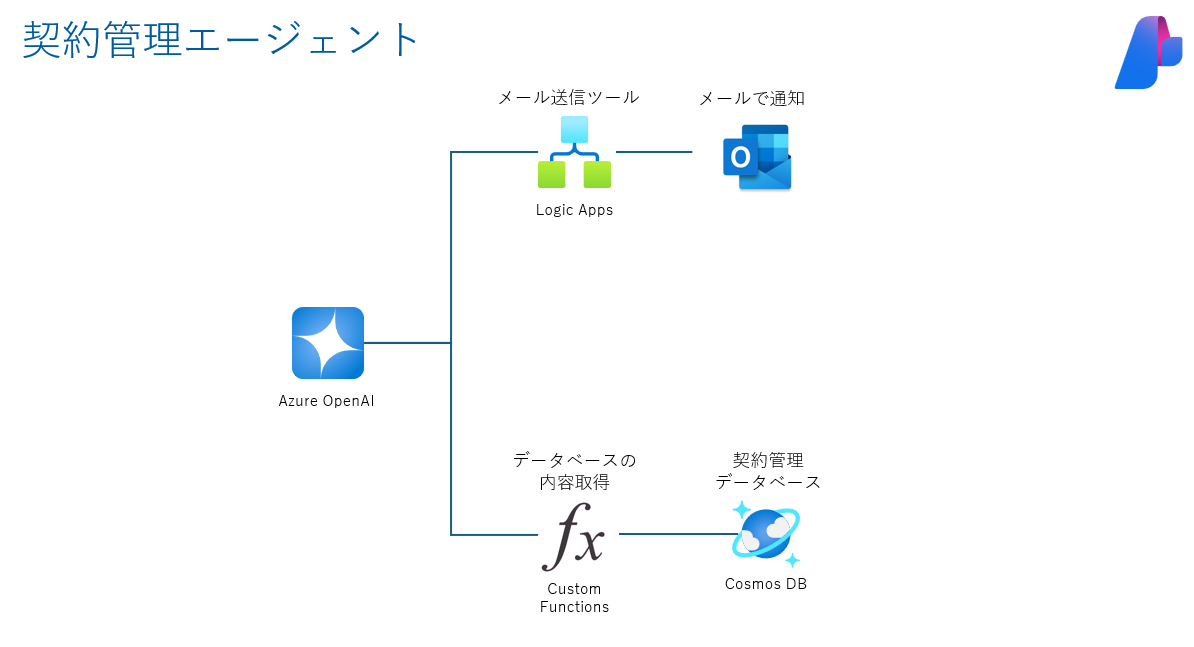 契約管理エージェント
メール送信ツール
メールで通知
O
Logic Apps
Azure OpenAI
データベースの
内容取得
契約管理
データベース
fx
Custom
Functions
Cosmos DB